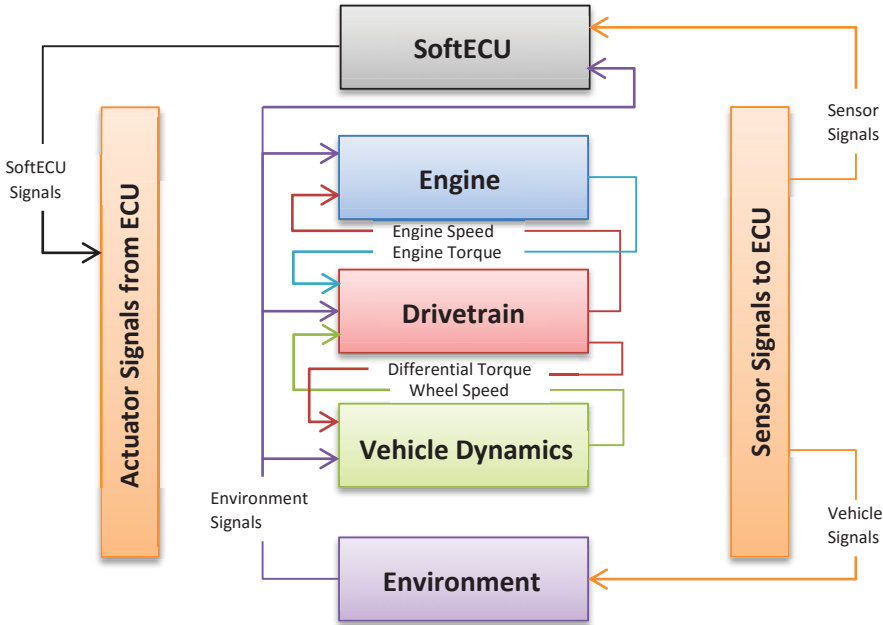 SoftECU
Sensor
Signals
SoftECU
Signals
Actuator Signals from ECU
Engine
Engine Speed
Engine Torque
Drivetrain
Differential Torque
Wheel Speed
Vehicle Dynamics
Sensor Signals to ECU
Environment
Signals
Vehicle
Signals
Environment